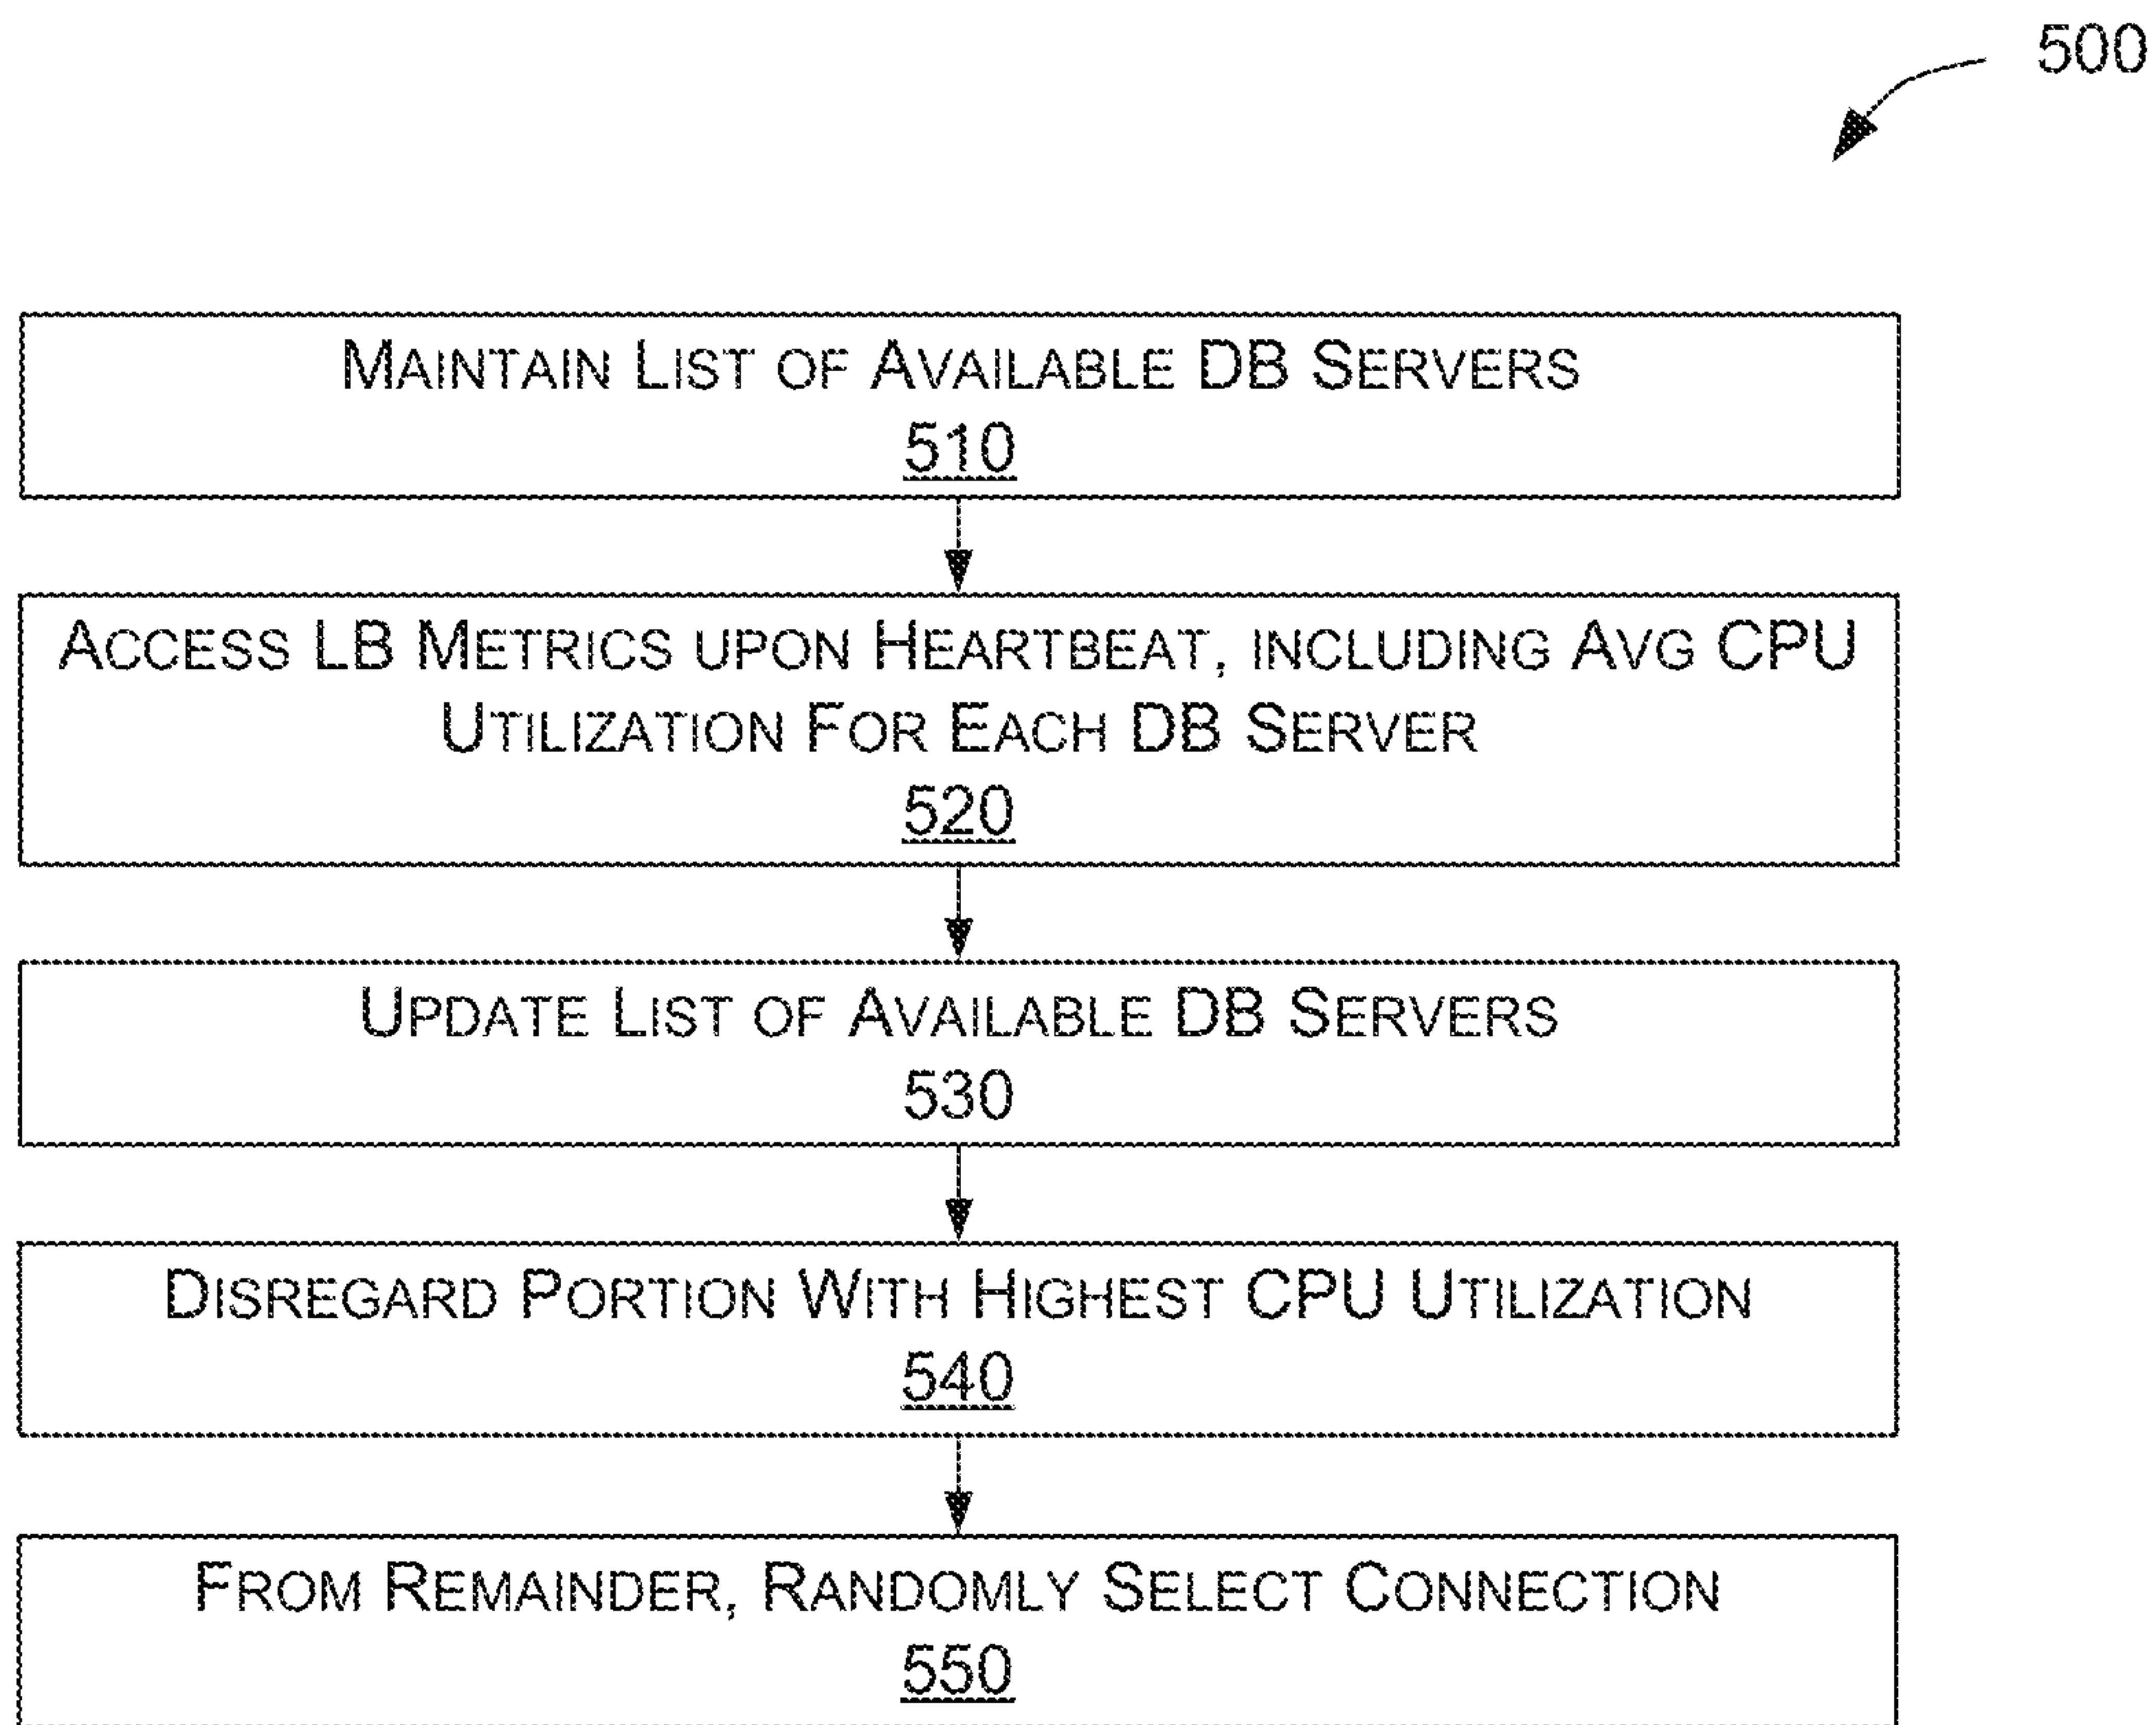 500
MAINTAIN LIST OF AVAILABLE DB SERVERS
510
ACCESS LB METRICS UPON HEARTBEAT, INCLUDING AVG CPU
UTILIZATION FOR EACH DB SERVER
520
UPDATE LIST OF AVAILABLE DB SERVERS
530
DISREGARD PORTION WITH HIGHEST CPU UTILIZATION
540
FROM REMAINDER, RANDOMLY SELECT CONNECTION
550